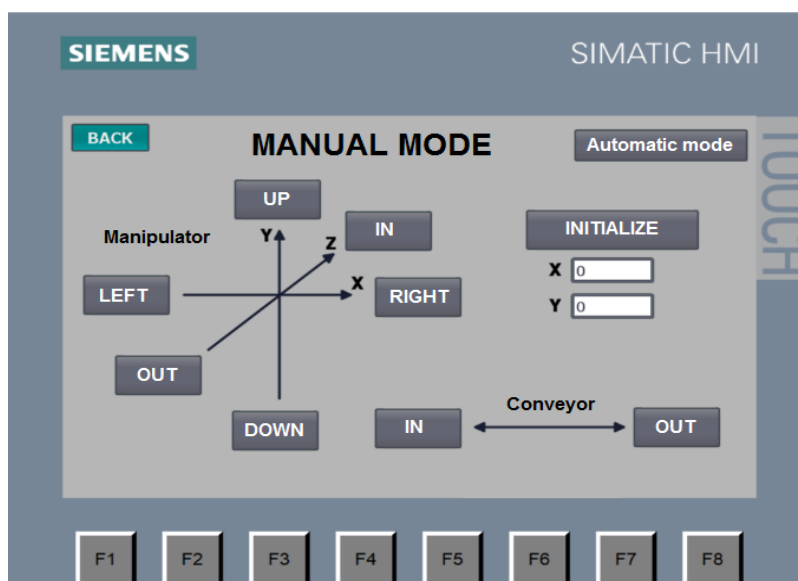 SIEMENS
SIMATIC HMI
TOUCH
BACK
MANUAL MODE
Automatic mode
UP
Manipulator
Y
Z
IN
INITIALIZE
X 0
LEFT
X
RIGHT
Y 0
OUT
Conveyor
DOWN
IN
OUT
F1 F2 F3 F4 F5 F6 F7 F8